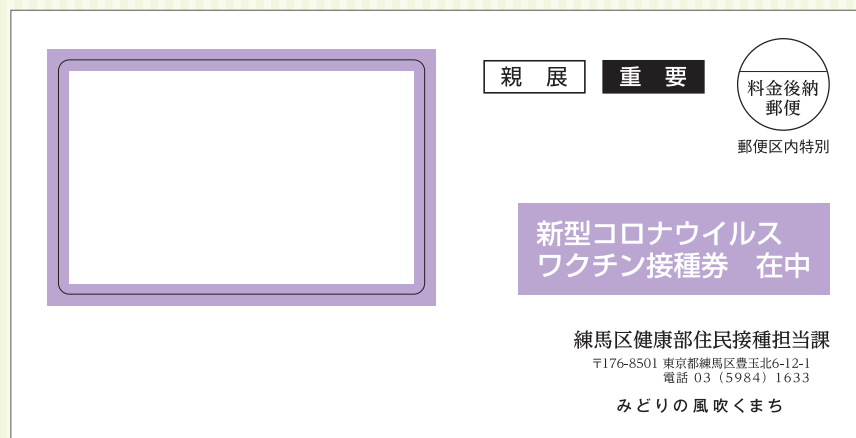 親展 重要
料金後納
郵便
郵便区内特別
新型コロナウイルス
ワクチン接種券 在中
練馬区健康部住民接種担当課
〒176-8501 東京都練馬区豊玉北6-12-1
電話 03（5984）1633
みどりの風吹くまち